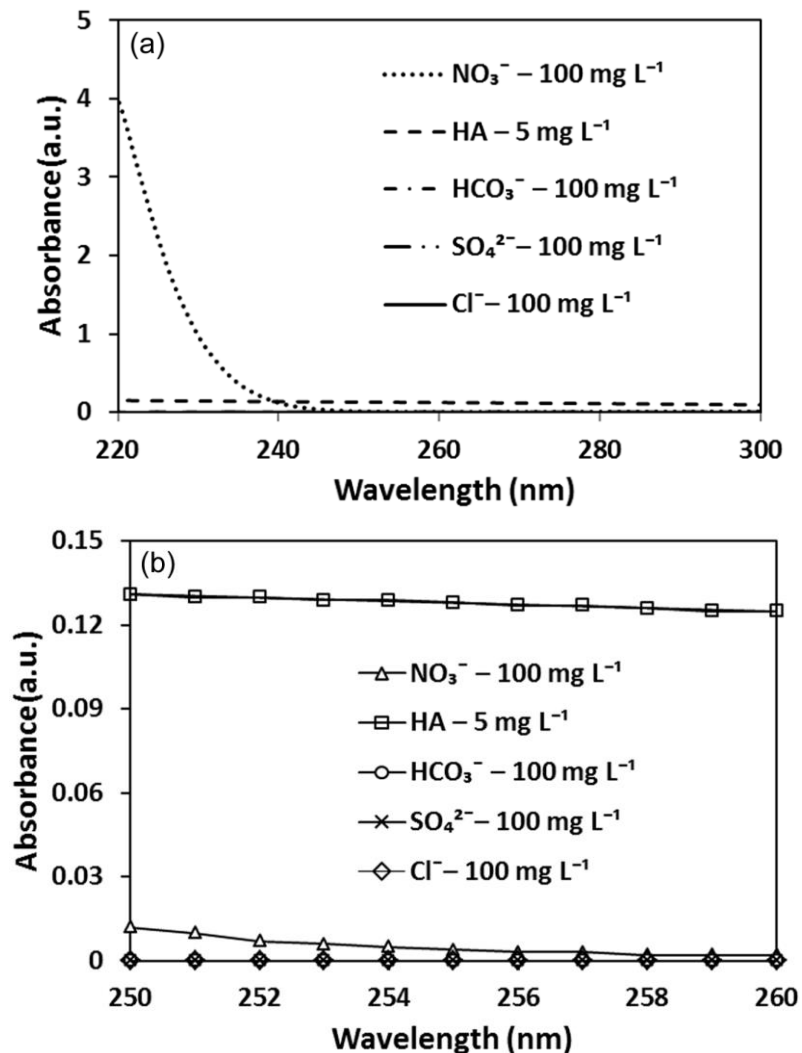 (a)
5
4
3
2
1
0
Absorbance(a.u.)
NO₃⁻ – 100 mg L⁻¹
HA – 5 mg L⁻¹
HCO₃⁻ – 100 mg L⁻¹
SO₄²⁻ – 100 mg L⁻¹
Cl⁻ – 100 mg L⁻¹
220 240 260 280 300
Wavelength (nm)
(b)
0.15
0.12
0.09
0.06
0.03
0
Absorbance(a.u.)
NO₃⁻ – 100 mg L⁻¹
HA – 5 mg L⁻¹
HCO₃⁻ – 100 mg L⁻¹
SO₄²⁻ – 100 mg L⁻¹
Cl⁻ – 100 mg L⁻¹
250 252 254 256 258 260
Wavelength (nm)